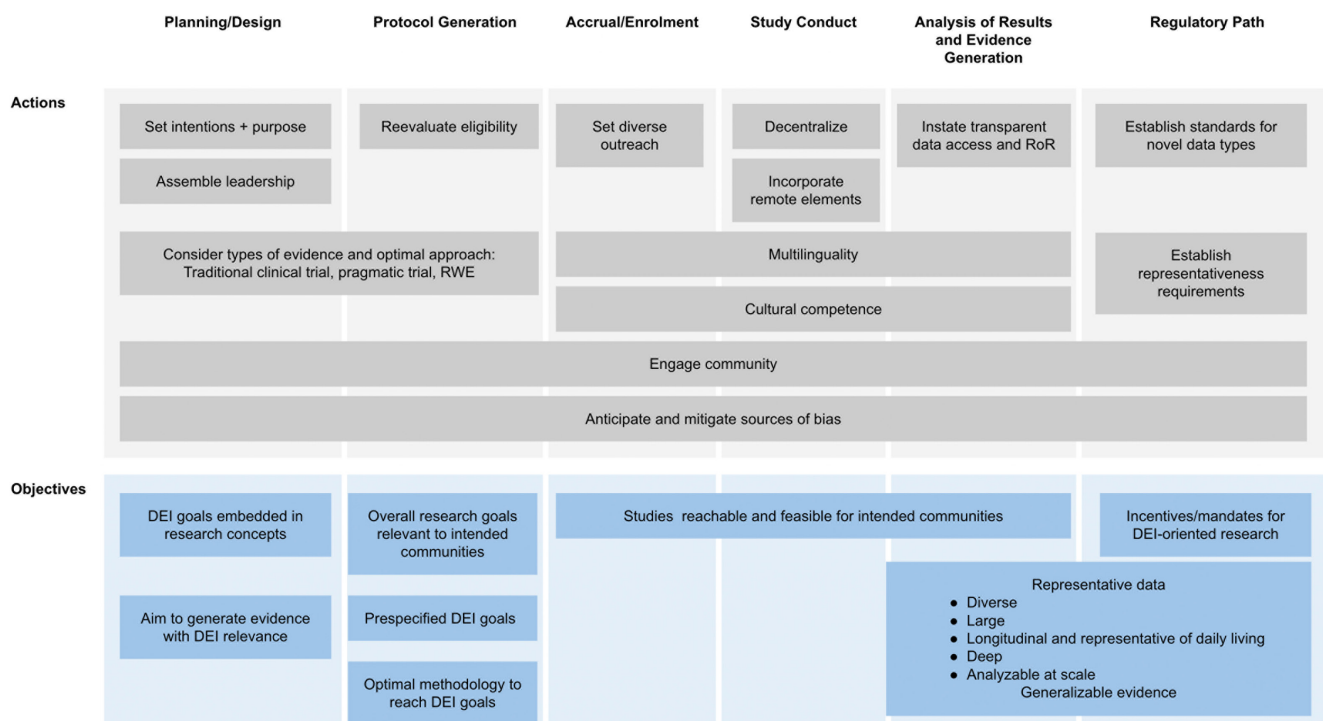 Planning/Design
Protocol Generation
Accrual/Enrolment
Study Conduct
Analysis of Results
and Evidence
Generation
Regulatory Path
Actions
Set intentions + purpose
Reevaluate eligibility
Set diverse
outreach
Decentralize
Instate transparent
data access and RoR
Establish standards for
novel data types
Assemble leadership
Incorporate
remote elements
Consider types of evidence and optimal approach:
Traditional clinical trial, pragmatic trial, RWE
Multilinguality
Establish
representativeness
requirements
Cultural competence
Engage community
Anticipate and mitigate sources of bias
Objectives
DEI goals embedded in
research concepts
Overall research goals
relevant to intended
communities
Studies reachable and feasible for intended communities
Incentives/mandates for
DEI-oriented research
Aim to generate evidence
with DEI relevance
Prespecified DEI goals
Optimal methodology to
reach DEI goals
Representative data
● Diverse
● Large
● Longitudinal and representative of daily living
● Deep
● Analyzable at scale
Generalizable evidence